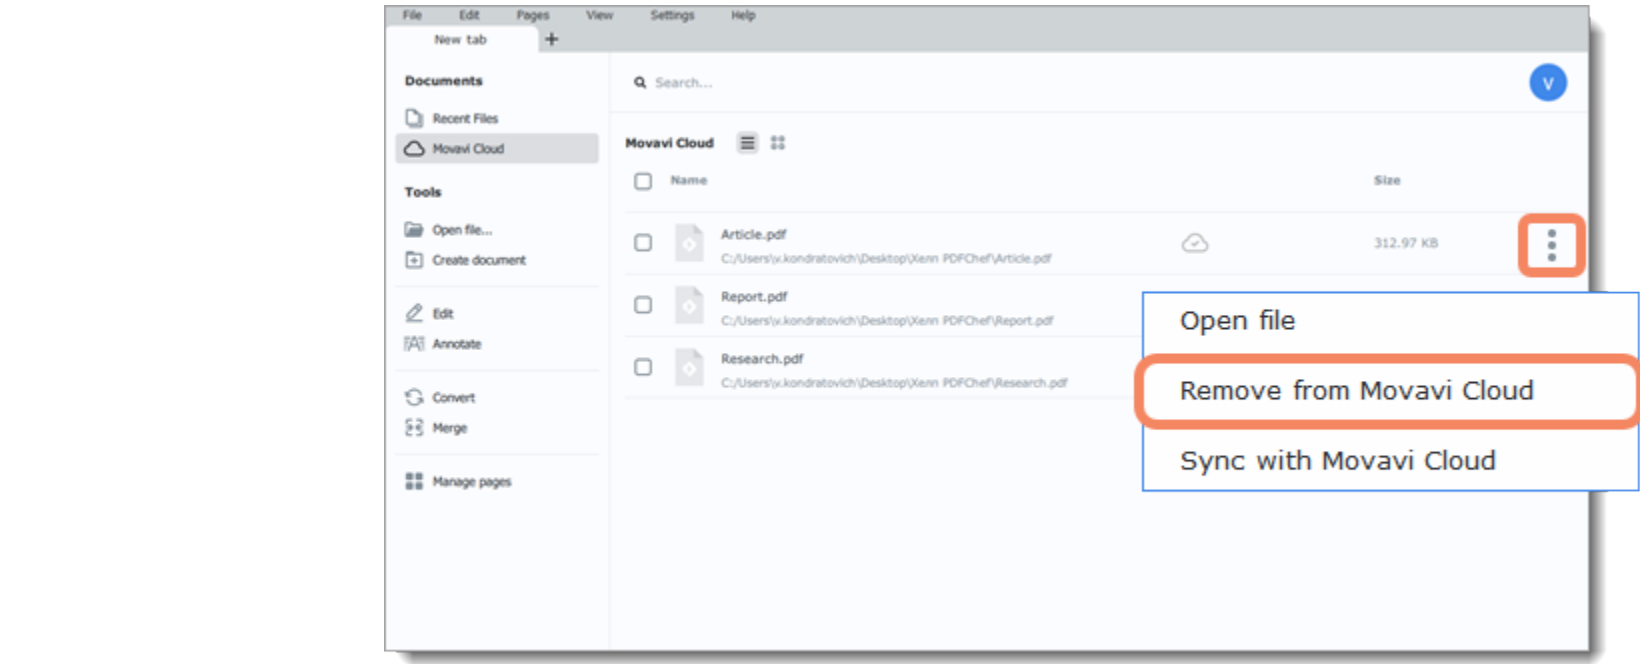 File Edit Pages View Settings Help
New tab
Documents
Search...
V
Recent Files
Movavi Cloud
Movavi Cloud
Tools
Name Size
Open file...
Create document
Article.pdf
312.97 KB
C:/Users\v.kondratovich\Desktop\Хелп PDFChef\Article.pdf
Edit
Annotate
Report.pdf
C:/Users\v.kondratovich\Desktop\Хелп PDFChef\Report.pdf
Convert
Merge
Research.pdf
C:/Users\v.kondratovich\Desktop\Хелп PDFChef\Research.pdf
Manage pages
Open file
Remove from Movavi Cloud
Sync with Movavi Cloud